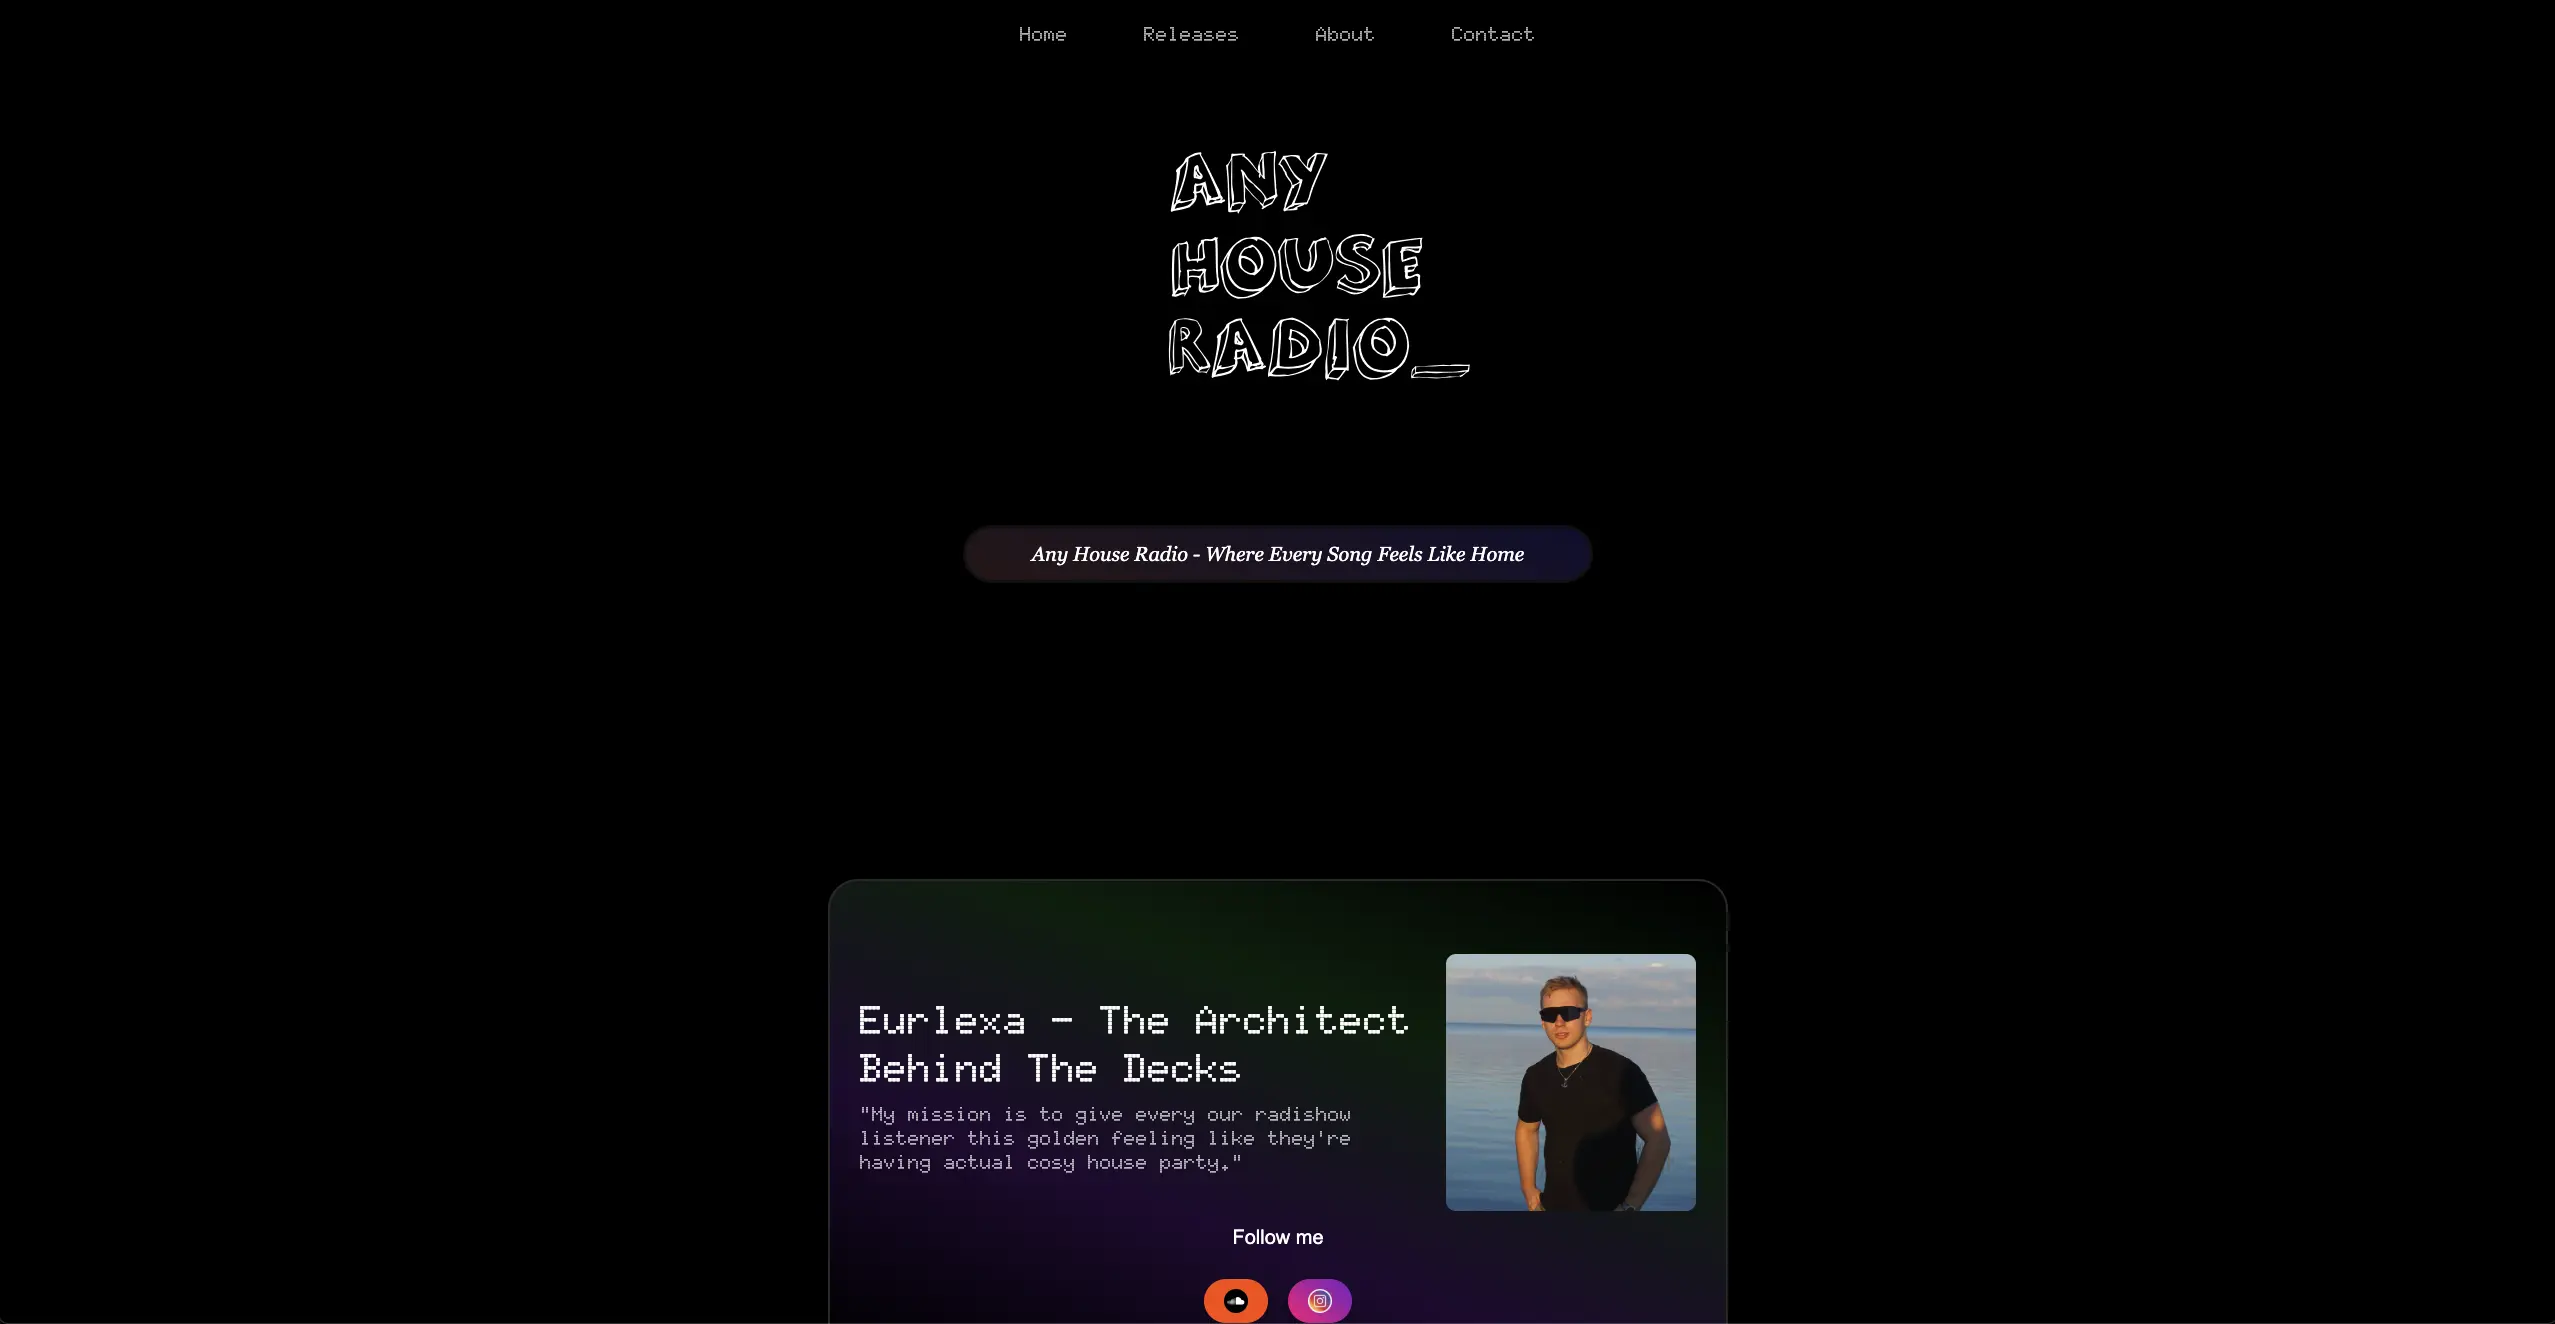 Home Releases About Contact
ANY
HOUSE
RADIO_
Any House Radio - Where Every Song Feels Like Home
Eurlexa - The Architect
Behind The Decks
"My mission is to give every our radishow
listener this golden feeling like they're
having actual cosy house party."
Follow me